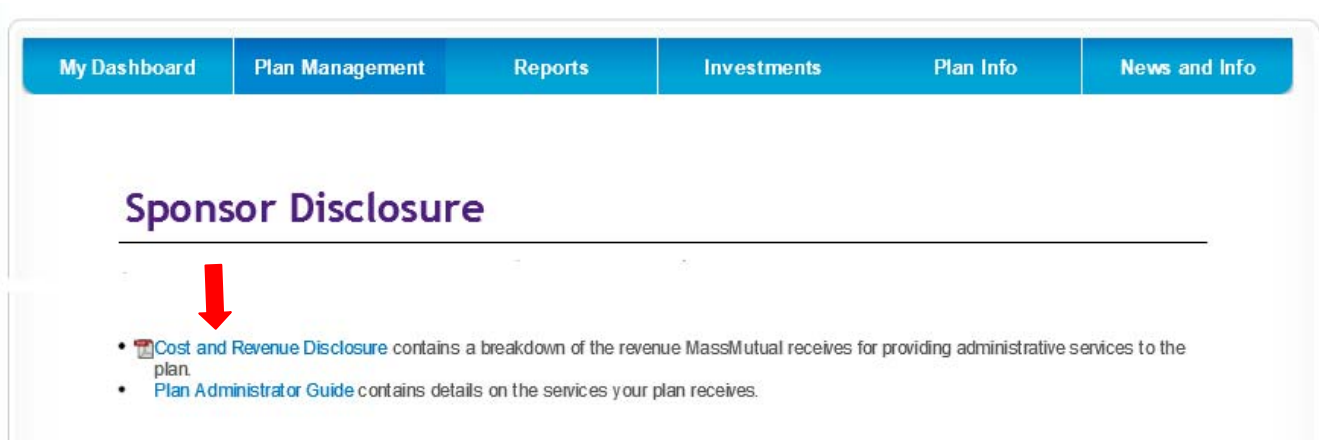 My Dashboard Plan Management Reports Investments Plan Info News and Info
Sponsor Disclosure
• Cost and Revenue Disclosure contains a breakdown of the revenue MassMutual receives for providing administrative services to the
plan.
• Plan Administrator Guide contains details on the services your plan receives.